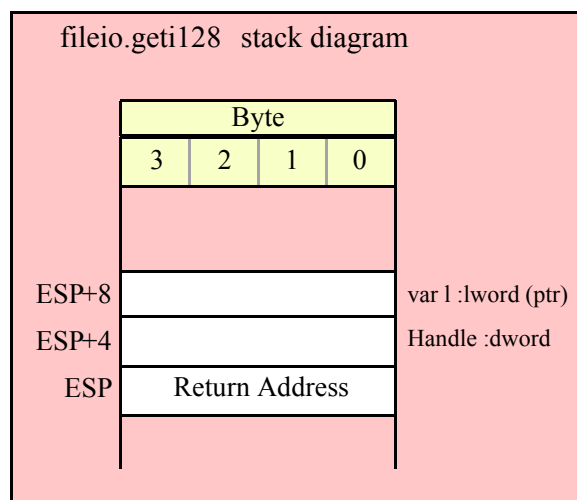 fileio.geti128 stack diagram
Byte
3 2 1 0
ESP+8 var l :lword (ptr)
ESP+4 Handle :dword
ESP Return Address